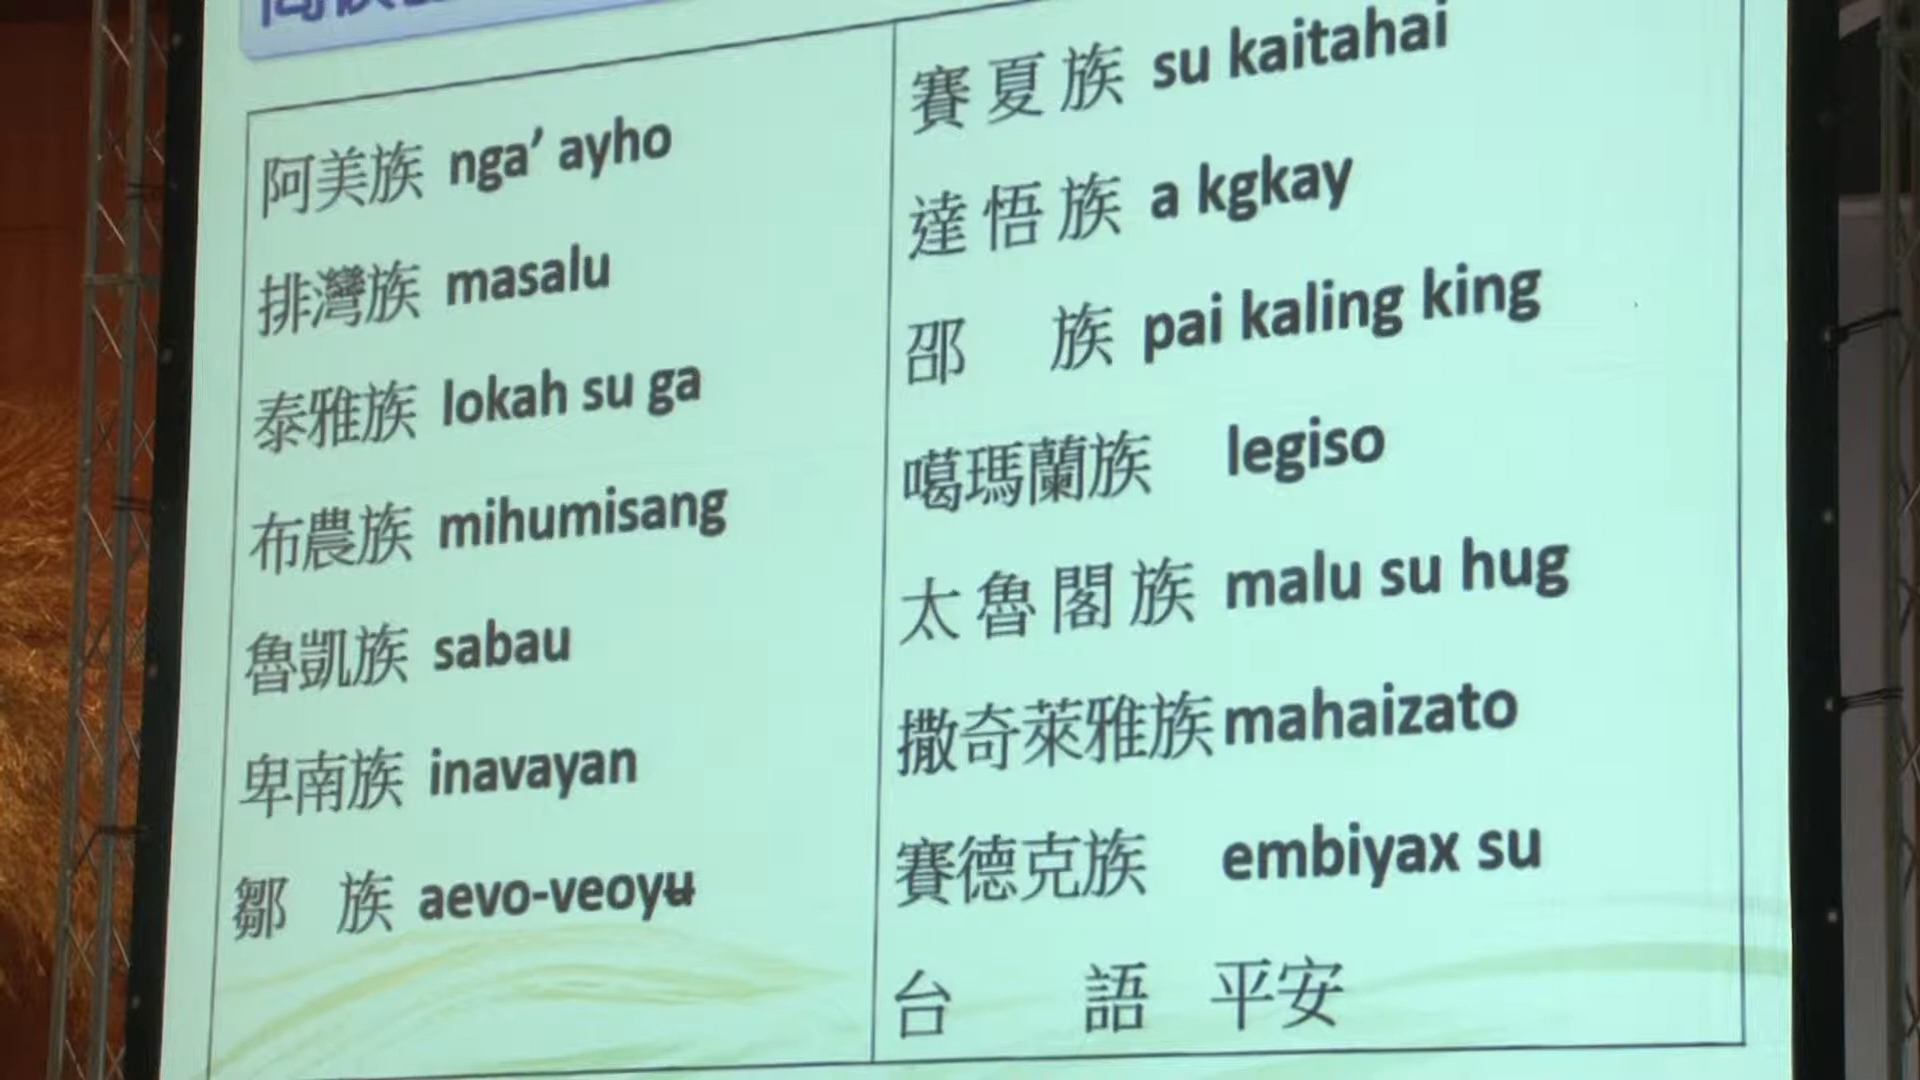 阿美族 nga’ ayho
排灣族 masalu
泰雅族 lokah su ga
布農族 mihumisang
魯凱族 sabau
卑南族 inavayan
鄒 族 aevo-veoyʉ
賽夏族 su kaitahai
達悟族 a kgkay
邵 族 pai kaling king
噶瑪蘭族 legiso
太魯閣族 malu su hug
撒奇萊雅族 mahaizato
賽德克族 embiyax su
台 語 平安